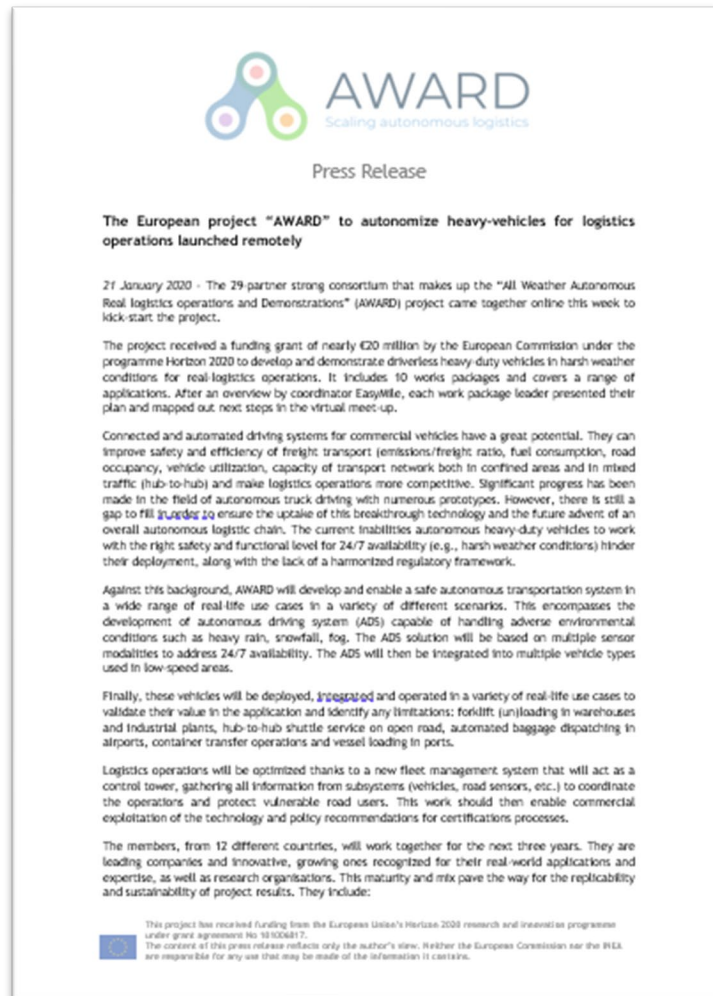 AWARD
Scaling autonomous logistics
Press Release
The European project “AWARD” to autonomize heavy-vehicles for logistics
operations launched remotely
21 January 2020 - The 29-partner strong consortium that makes up the “All Weather Autonomous
Real logistics operations and Demonstrations” (AWARD) project came together online this week to
kick-start the project.
The project received a funding grant of nearly €20 million by the European Commission under the
programme Horizon 2020 to develop and demonstrate driverless heavy-duty vehicles in harsh weather
conditions for real-logistics operations. It includes 10 works packages and covers a range of
applications. After an overview by coordinator EasyMile, each work package leader presented their
plan and mapped out next steps in the virtual meet-up.
Connected and automated driving systems for commercial vehicles have a great potential. They can
improve safety and efficiency of freight transport (emissions/freight ratio, fuel consumption, road
occupancy, vehicle utilization, capacity of transport network both in confined areas and in mixed
traffic (hub-to-hub) and make logistics operations more competitive. Significant progress has been
made in the field of autonomous truck driving with numerous prototypes. However, there is still a
gap to fill in order to ensure the uptake of this breakthrough technology and the future advent of an
overall autonomous logistic chain. The current inabilities autonomous heavy-duty vehicles to work
with the right safety and functional level for 24/7 availability (e.g., harsh weather conditions) hinder
their deployment, along with the lack of a harmonized regulatory framework.
Against this background, AWARD will develop and enable a safe autonomous transportation system in
a wide range of real-life use cases in a variety of different scenarios. This encompasses the
development of autonomous driving system (ADS) capable of handling adverse environmental
conditions such as heavy rain, snowfall, fog. The ADS solution will be based on multiple sensor
modalities to address 24/7 availability. The ADS will then be integrated into multiple vehicle types
used in low-speed areas.
Finally, these vehicles will be deployed, integrated and operated in a variety of real-life use cases to
validate their value in the application and identify any limitations: forklift (un)loading in warehouses
and industrial plants, hub-to-hub shuttle service on open road, automated baggage dispatching in
airports, container transfer operations and vessel loading in ports.
Logistics operations will be optimized thanks to a new fleet management system that will act as a
control tower, gathering all information from subsystems (vehicles, road sensors, etc.) to coordinate
the operations and protect vulnerable road users. This work should then enable commercial
exploitation of the technology and policy recommendations for certifications processes.
The members, from 12 different countries, will work together for the next three years. They are
leading companies and innovative, growing ones recognized for their real-world applications and
expertise, as well as research organisations. This maturity and mix pave the way for the replicability
and sustainability of project results. They include:
This project has received funding from the European Union's Horizon 2020 research and innovation programme
under grant agreement No 101006817.
The content of this press release reflects only the author's view. Neither the European Commission nor the INEA
are responsible for any use that may be made of the information it contains.